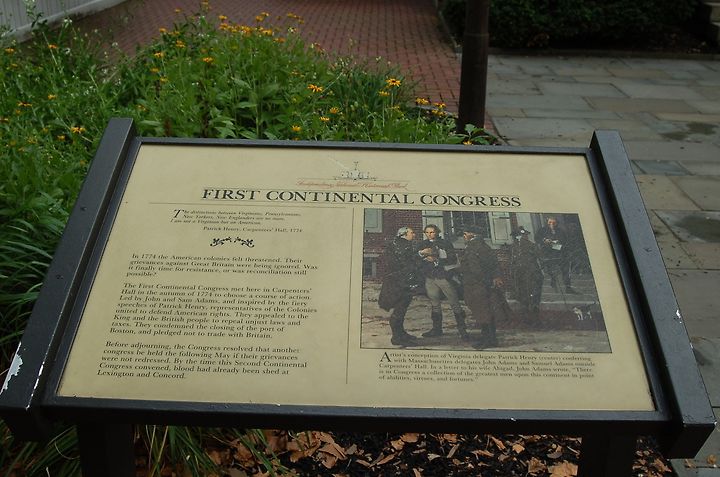 Independence National Historical Park
FIRST CONTINENTAL CONGRESS
The distinctions between Virginians, Pennsylvanians,
New Yorkers, New Englanders are no more.
I am not a Virginian but an American.
Patrick Henry, Carpenters' Hall, 1774
In 1774 the American colonies felt threatened. Their
grievances against Great Britain were being ignored. Was
it finally time for resistance, or was reconciliation still
possible?
The First Continental Congress met here in Carpenters'
Hall in the autumn of 1774 to choose a course of action.
Led by John and Sam Adams, and inspired by the fiery
speeches of Patrick Henry, representatives of the Colonies
united to defend American rights. They appealed to the
King and the British people to repeal unjust laws and
taxes. They condemned the closing of the port of
Boston, and pledged not to trade with Britain.
Before adjourning, the Congress resolved that another
congress be held the following May if their grievances
were not redressed. By the time this Second Continental
Congress convened, blood had already been shed at
Lexington and Concord.
Artist's conception of Virginia delegate Patrick Henry (center) conferring
with Massachusetts delegates John Adams and Samuel Adams outside
Carpenters' Hall. In a letter to his wife Abigail, John Adams wrote, "There
is in Congress a collection of the greatest men upon this continent in point
of abilities, virtues, and fortunes."